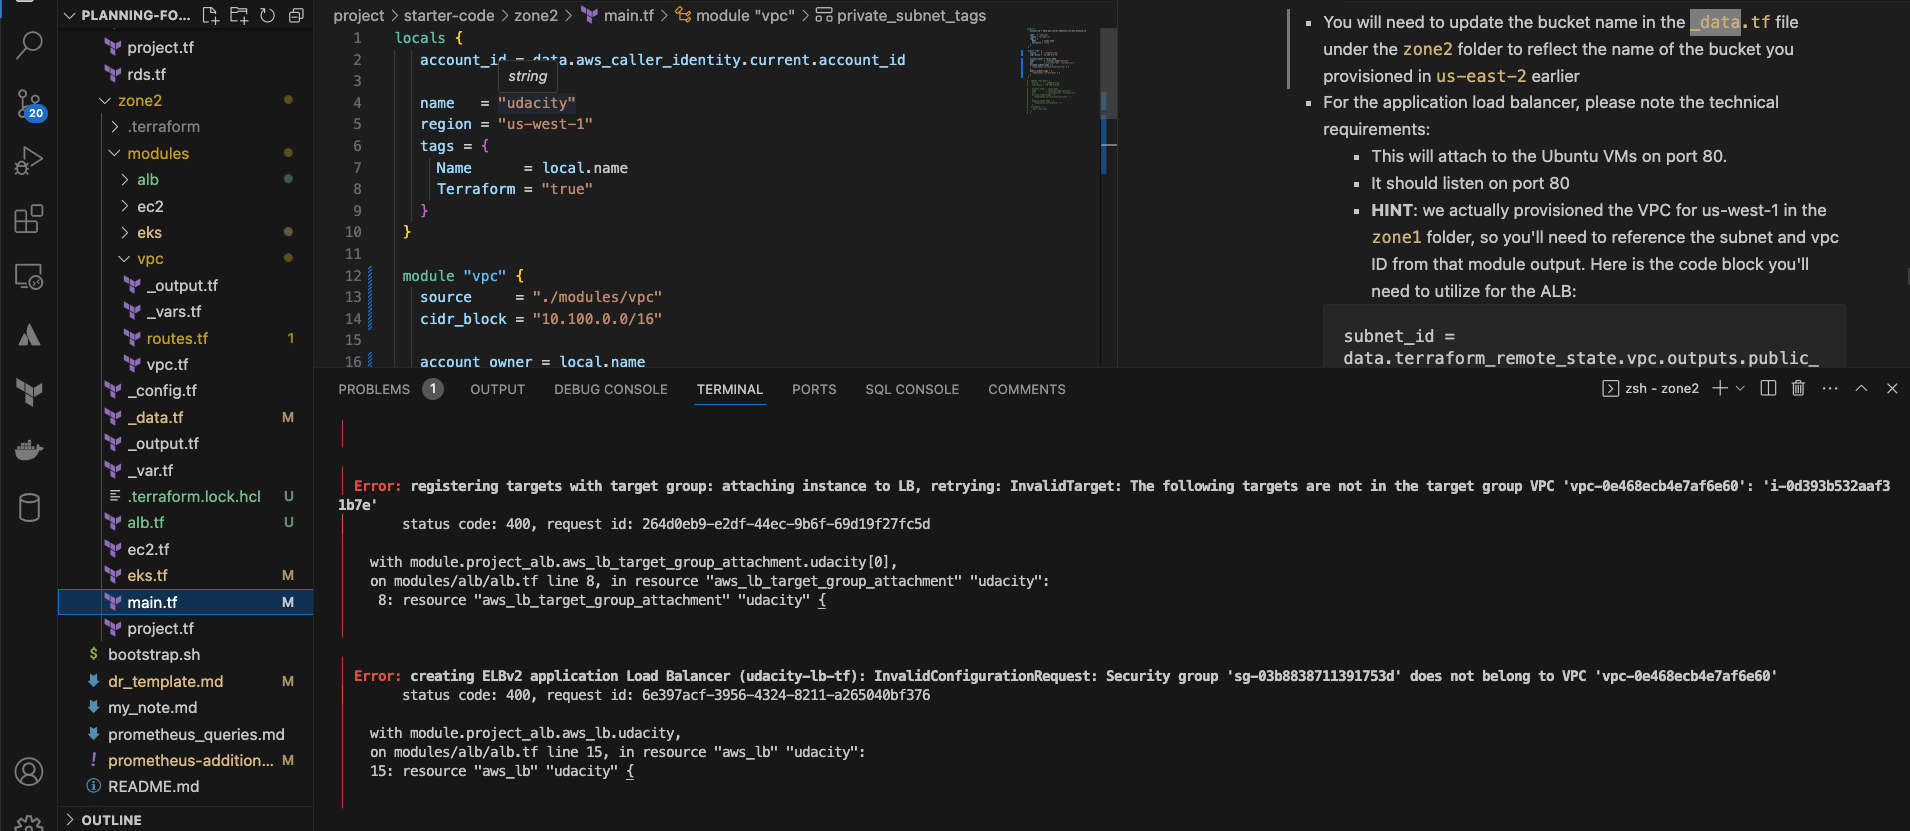 PLANNING-FO...
project.tf
rds.tf
zone2
.terraform
modules
alb
ec2
eks
vpc
_output.tf
_vars.tf
routes.tf 1
vpc.tf
_config.tf
_data.tf M
_output.tf
_var.tf
.terraform.lock.hcl U
alb.tf U
ec2.tf
eks.tf M
main.tf M
project.tf
$ bootstrap.sh
dr_template.md M
my_note.md
prometheus_queries.md
! prometheus-addition... M
README.md
OUTLINE
20
project > starter-code > zone2 > main.tf > module "vpc" > private_subnet_tags
1 locals {
2 account_id = data.aws_caller_identity.current.account_id
string
3
4 name = "udacity"
5 region = "us-west-1"
6 tags = {
7 Name = local.name
8 Terraform = "true"
9 }
10 }
11
12 module "vpc" {
13 source = "./modules/vpc"
14 cidr_block = "10.100.0.0/16"
15
16 account_owner = local.name
▪ You will need to update the bucket name in the _data.tf file
under the zone2 folder to reflect the name of the bucket you
provisioned in us-east-2 earlier
▪ For the application load balancer, please note the technical
requirements:
▪ This will attach to the Ubuntu VMs on port 80.
▪ It should listen on port 80
▪ HINT: we actually provisioned the VPC for us-west-1 in the
zone1 folder, so you'll need to reference the subnet and vpc
ID from that module output. Here is the code block you'll
need to utilize for the ALB:
subnet_id =
data.terraform_remote_state.vpc.outputs.public_
PROBLEMS 1 OUTPUT DEBUG CONSOLE TERMINAL PORTS SQL CONSOLE COMMENTS
zsh - zone2
Error: registering targets with target group: attaching instance to LB, retrying: InvalidTarget: The following targets are not in the target group VPC 'vpc-0e468ecb4e7af6e60': 'i-0d393b532aaf3
1b7e'
status code: 400, request id: 264d0eb9-e2df-44ec-9b6f-69d19f27fc5d
with module.project_alb.aws_lb_target_group_attachment.udacity[0],
on modules/alb/alb.tf line 8, in resource "aws_lb_target_group_attachment" "udacity":
8: resource "aws_lb_target_group_attachment" "udacity" {
Error: creating ELBv2 application Load Balancer (udacity-lb-tf): InvalidConfigurationRequest: Security group 'sg-03b8838711391753d' does not belong to VPC 'vpc-0e468ecb4e7af6e60'
status code: 400, request id: 6e397acf-3956-4324-8211-a265040bf376
with module.project_alb.aws_lb.udacity,
on modules/alb/alb.tf line 15, in resource "aws_lb" "udacity":
15: resource "aws_lb" "udacity" {